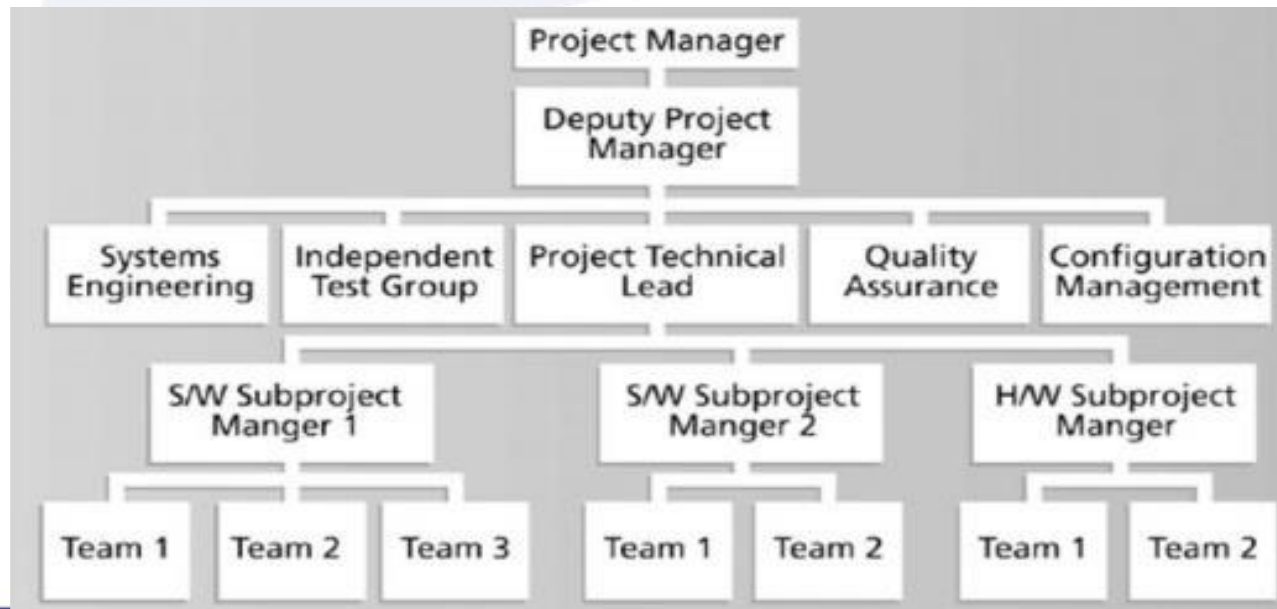 Project Manager
Deputy Project
Manager
Systems
Engineering
Independent
Test Group
Project Technical
Lead
Quality
Assurance
Configuration
Management
S/W Subproject
Manger 1
S/W Subproject
Manger 2
H/W Subproject
Manger
Team 1
Team 2
Team 3
Team 1
Team 2
Team 1
Team 2